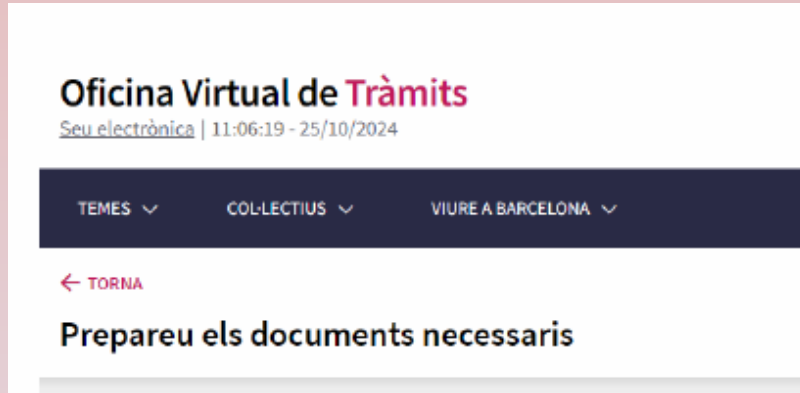 Oficina Virtual de Tràmits
Seu electrònica | 11:06:19 - 25/10/2024
TEMES COL·LECTIUS VIURE A BARCELONA
← TORNA
Prepareu els documents necessaris